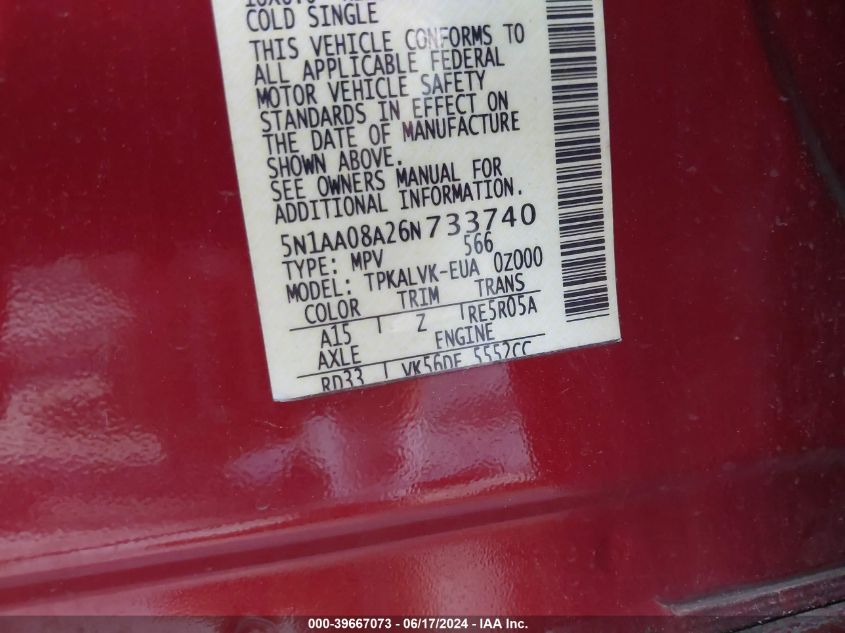 COLD SINGLE
THIS VEHICLE CONFORMS TO
ALL APPLICABLE FEDERAL
MOTOR VEHICLE SAFETY
STANDARDS IN EFFECT ON
THE DATE OF MANUFACTURE
SHOWN ABOVE.
SEE OWNERS MANUAL FOR
ADDITIONAL INFORMATION.
5N1AA08A26N733740
TYPE: MPV 566
MODEL: TPKALVK-EUA 0Z000
COLOR TRIM TRANS
A15 Z RE5R05A
AXLE ENGINE
RD33 VK56DE 5552CC
000-39667073 / 06/17/2024 - IAA Inc.